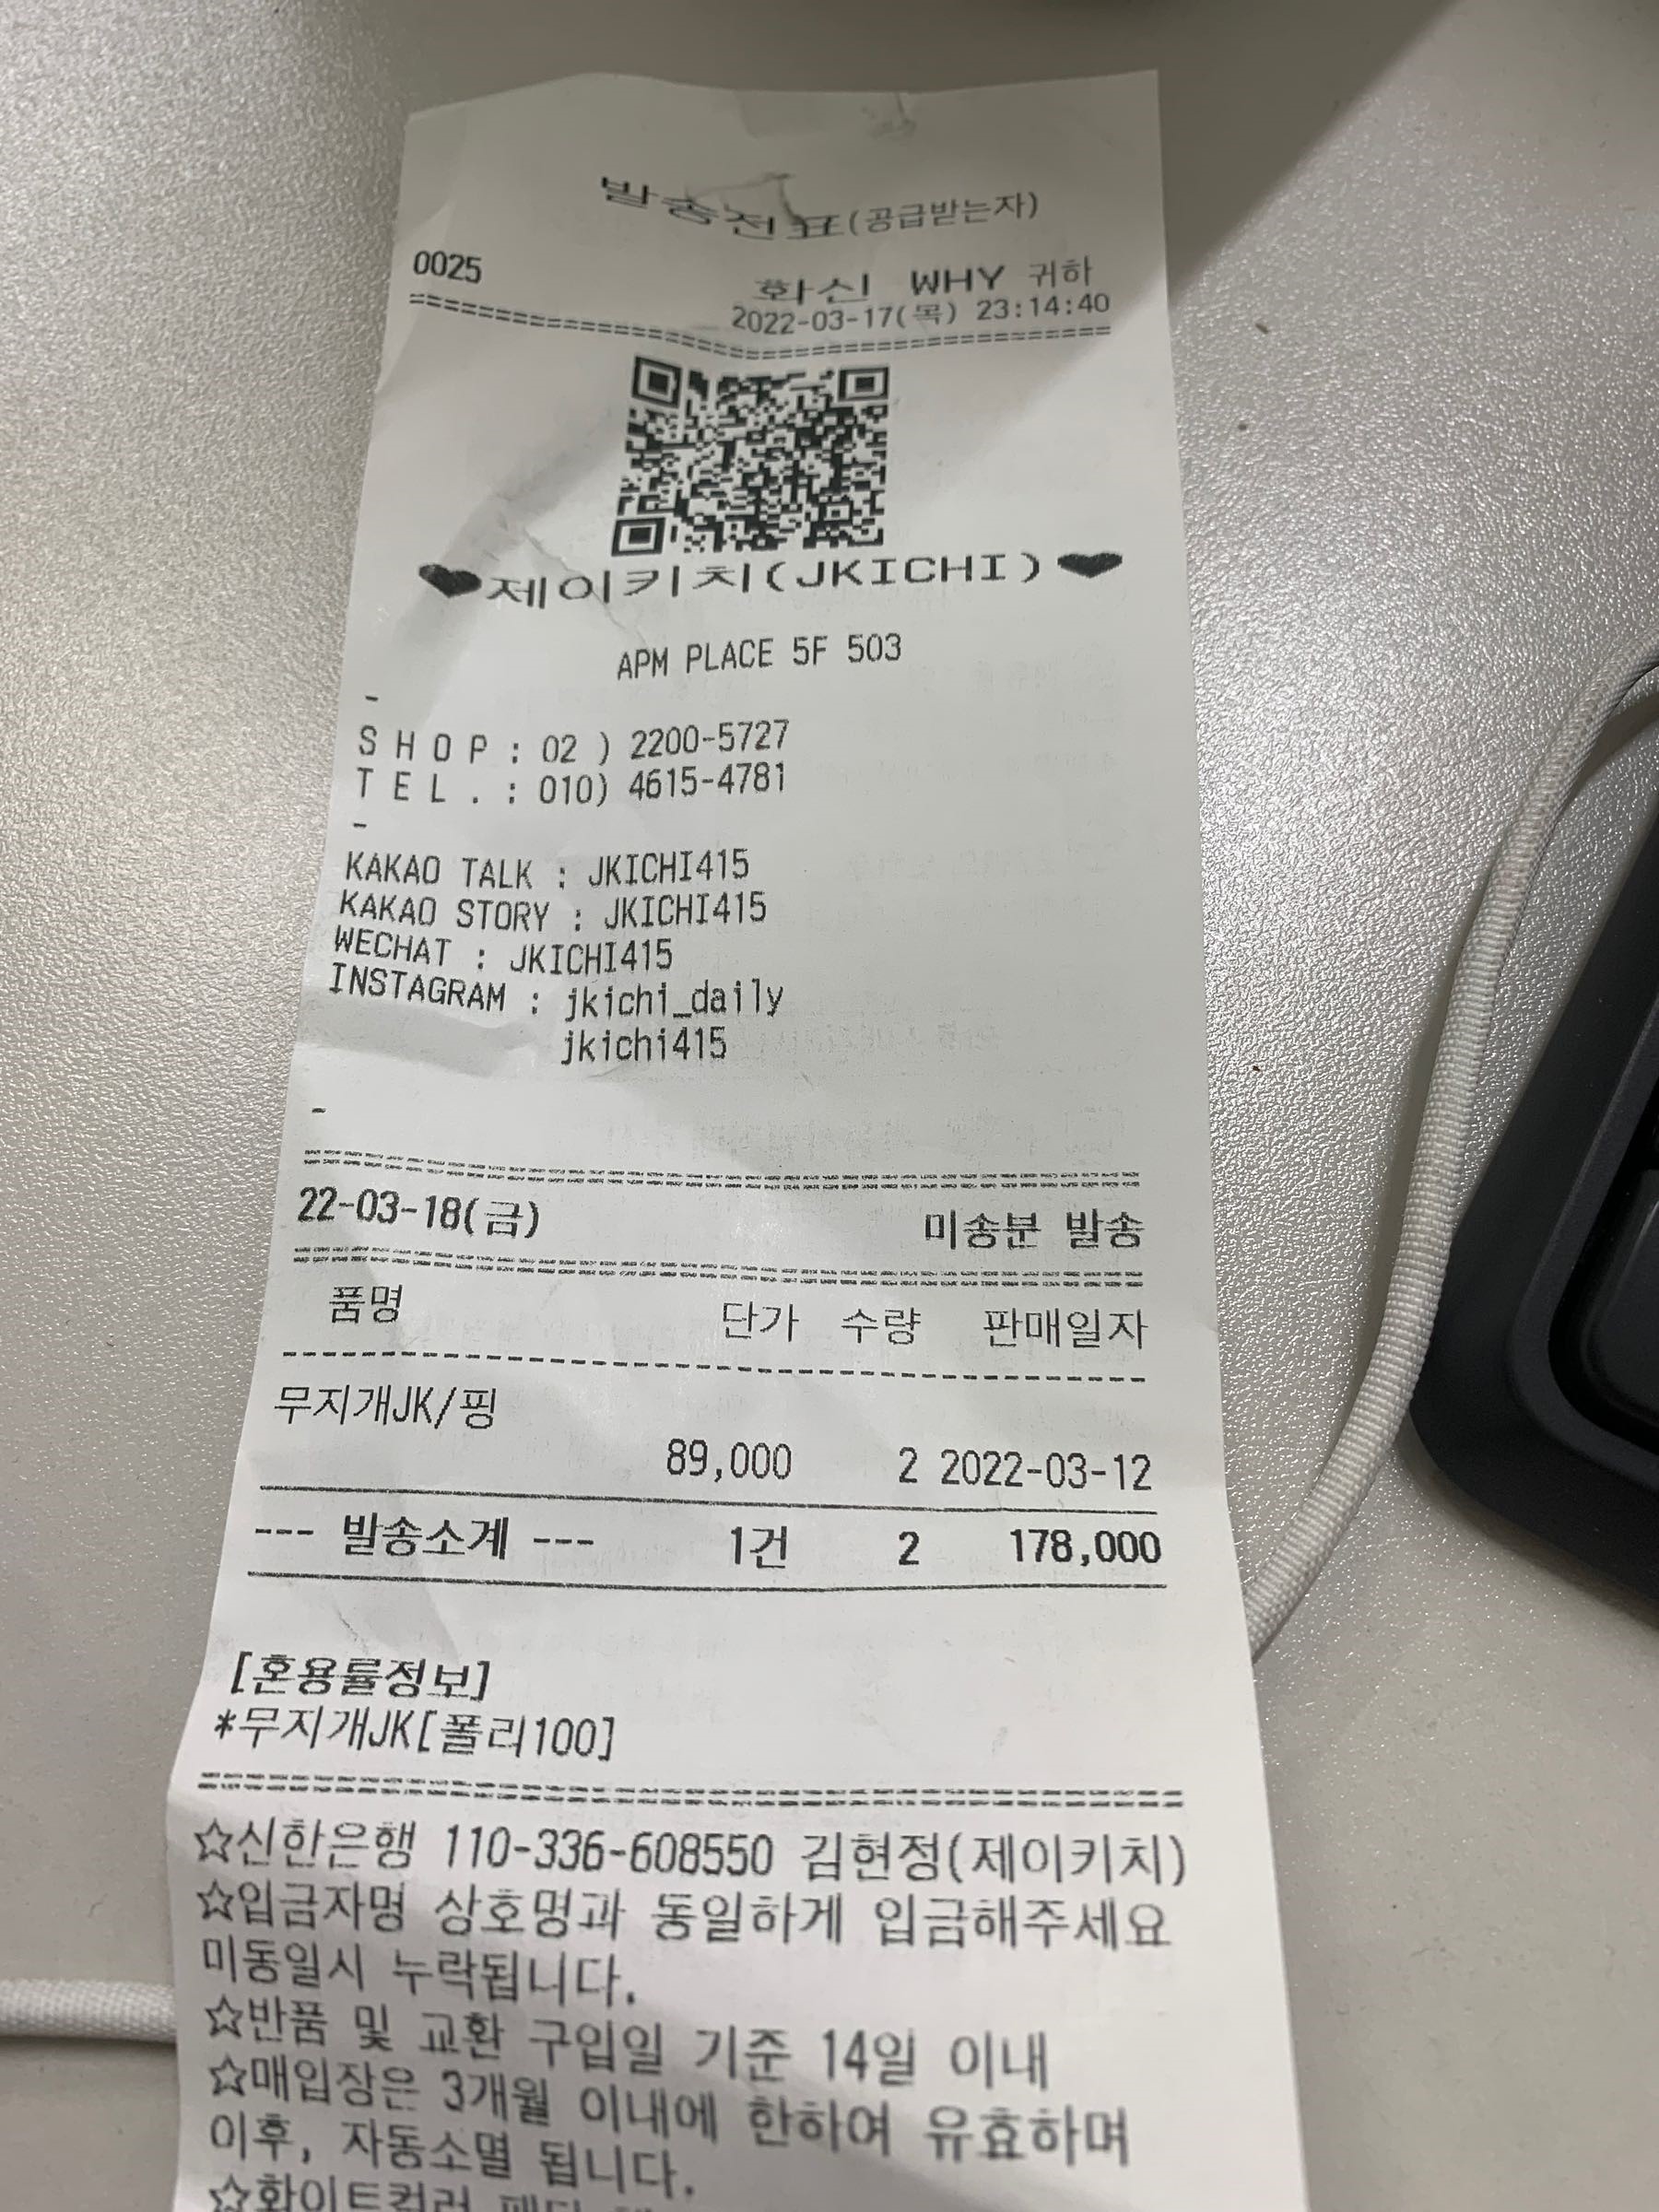 발송전표(공급받는자)
0025
화신 WHY 귀하
2022-03-17(목) 23:14:40
♥제이키치(JKICHI)♥
APM PLACE 5F 503
-
S H O P : 02 ) 2200-5727
T E L . : 010) 4615-4781
-
KAKAO TALK : JKICHI415
KAKAO STORY : JKICHI415
WECHAT : JKICHI415
INSTAGRAM : jkichi_daily
jkichi415
-
22-03-18(금) 미송분 발송
품명 단가 수량 판매일자
무지개JK/핑
89,000 2 2022-03-12
--- 발송소계 --- 1건 2 178,000
[혼용률정보]
*무지개JK[폴리100]
☆신한은행 110-336-608550 김현정(제이키치)
☆입금자명 상호명과 동일하게 입금해주세요
미동일시 누락됩니다.
☆반품 및 교환 구입일 기준 14일 이내
☆매입장은 3개월 이내에 한하여 유효하며
이후, 자동소멸 됩니다.
☆화이트컬러